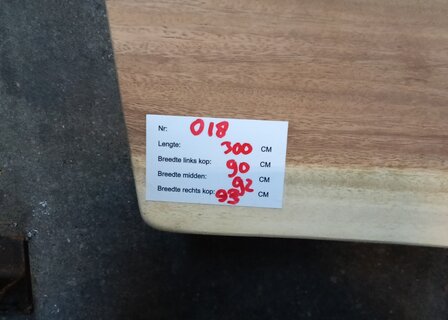 Nr: 018
Lengte: 300 CM
Breedte links kop: 90 CM
Breedte midden: 92 CM
Breedte rechts kop: 93 CM